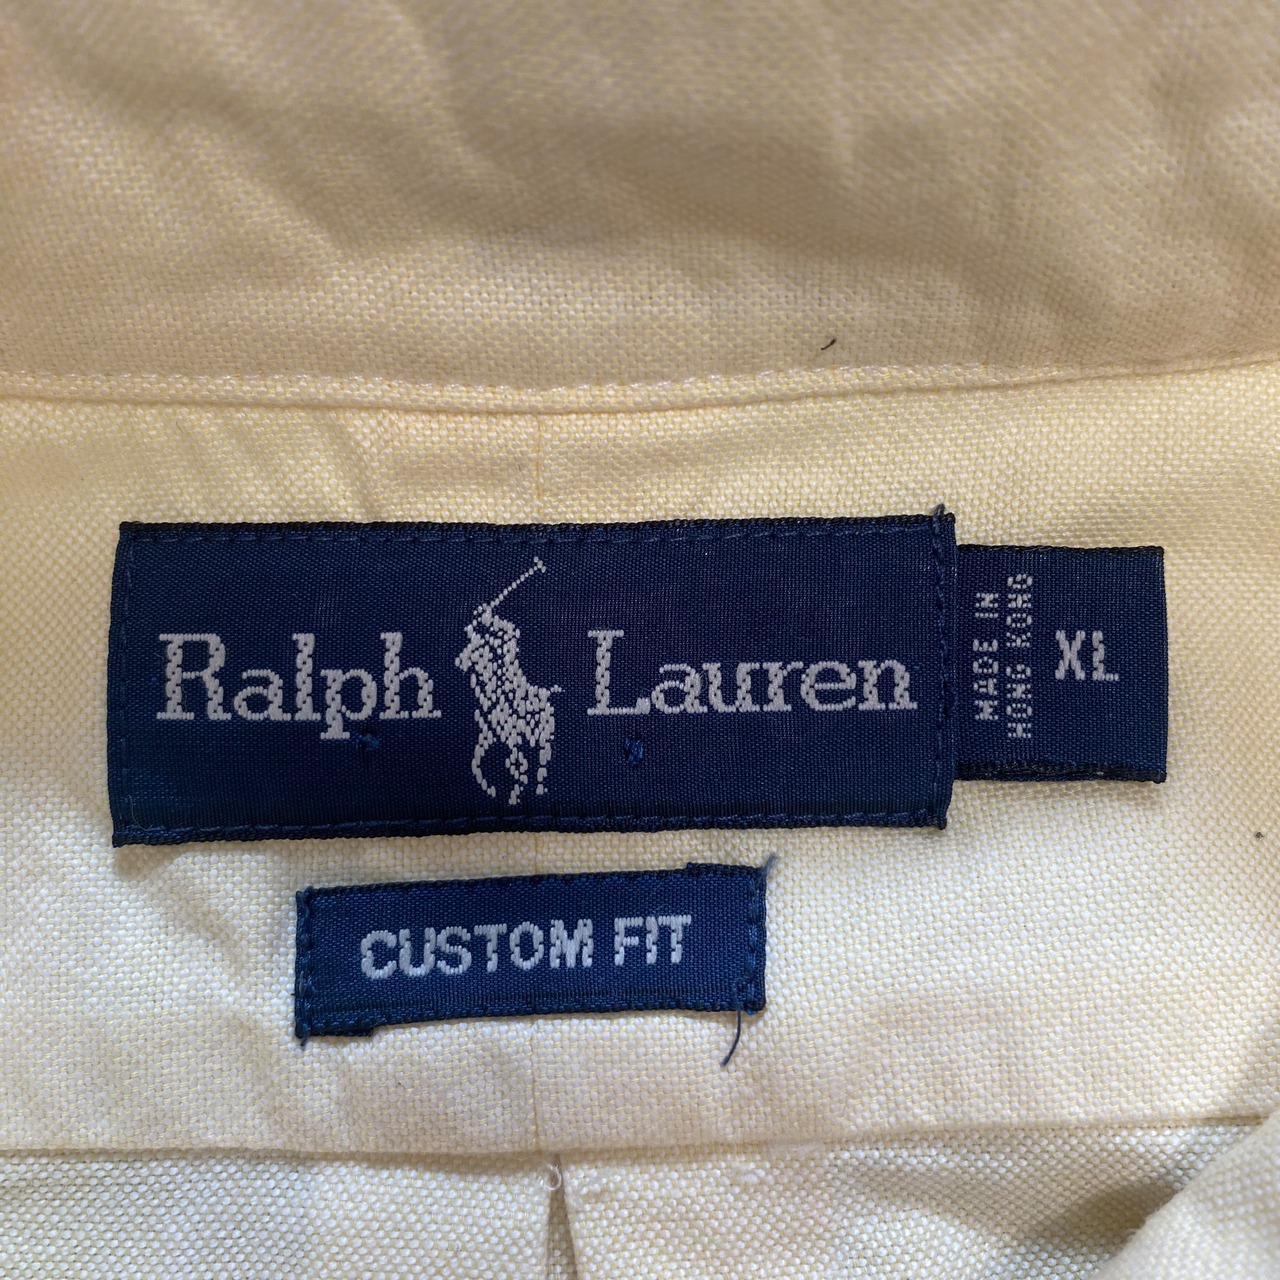 Ralph Lauren
MADE IN
HONG KONG
XL
CUSTOM FIT